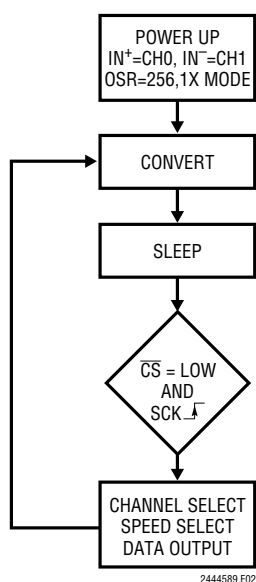 POWER UP
IN⁺=CH0, IN⁻=CH1
OSR=256,1X MODE
CONVERT
SLEEP
C̅S̅ = LOW
AND
SCK
CHANNEL SELECT
SPEED SELECT
DATA OUTPUT
2444589 F02